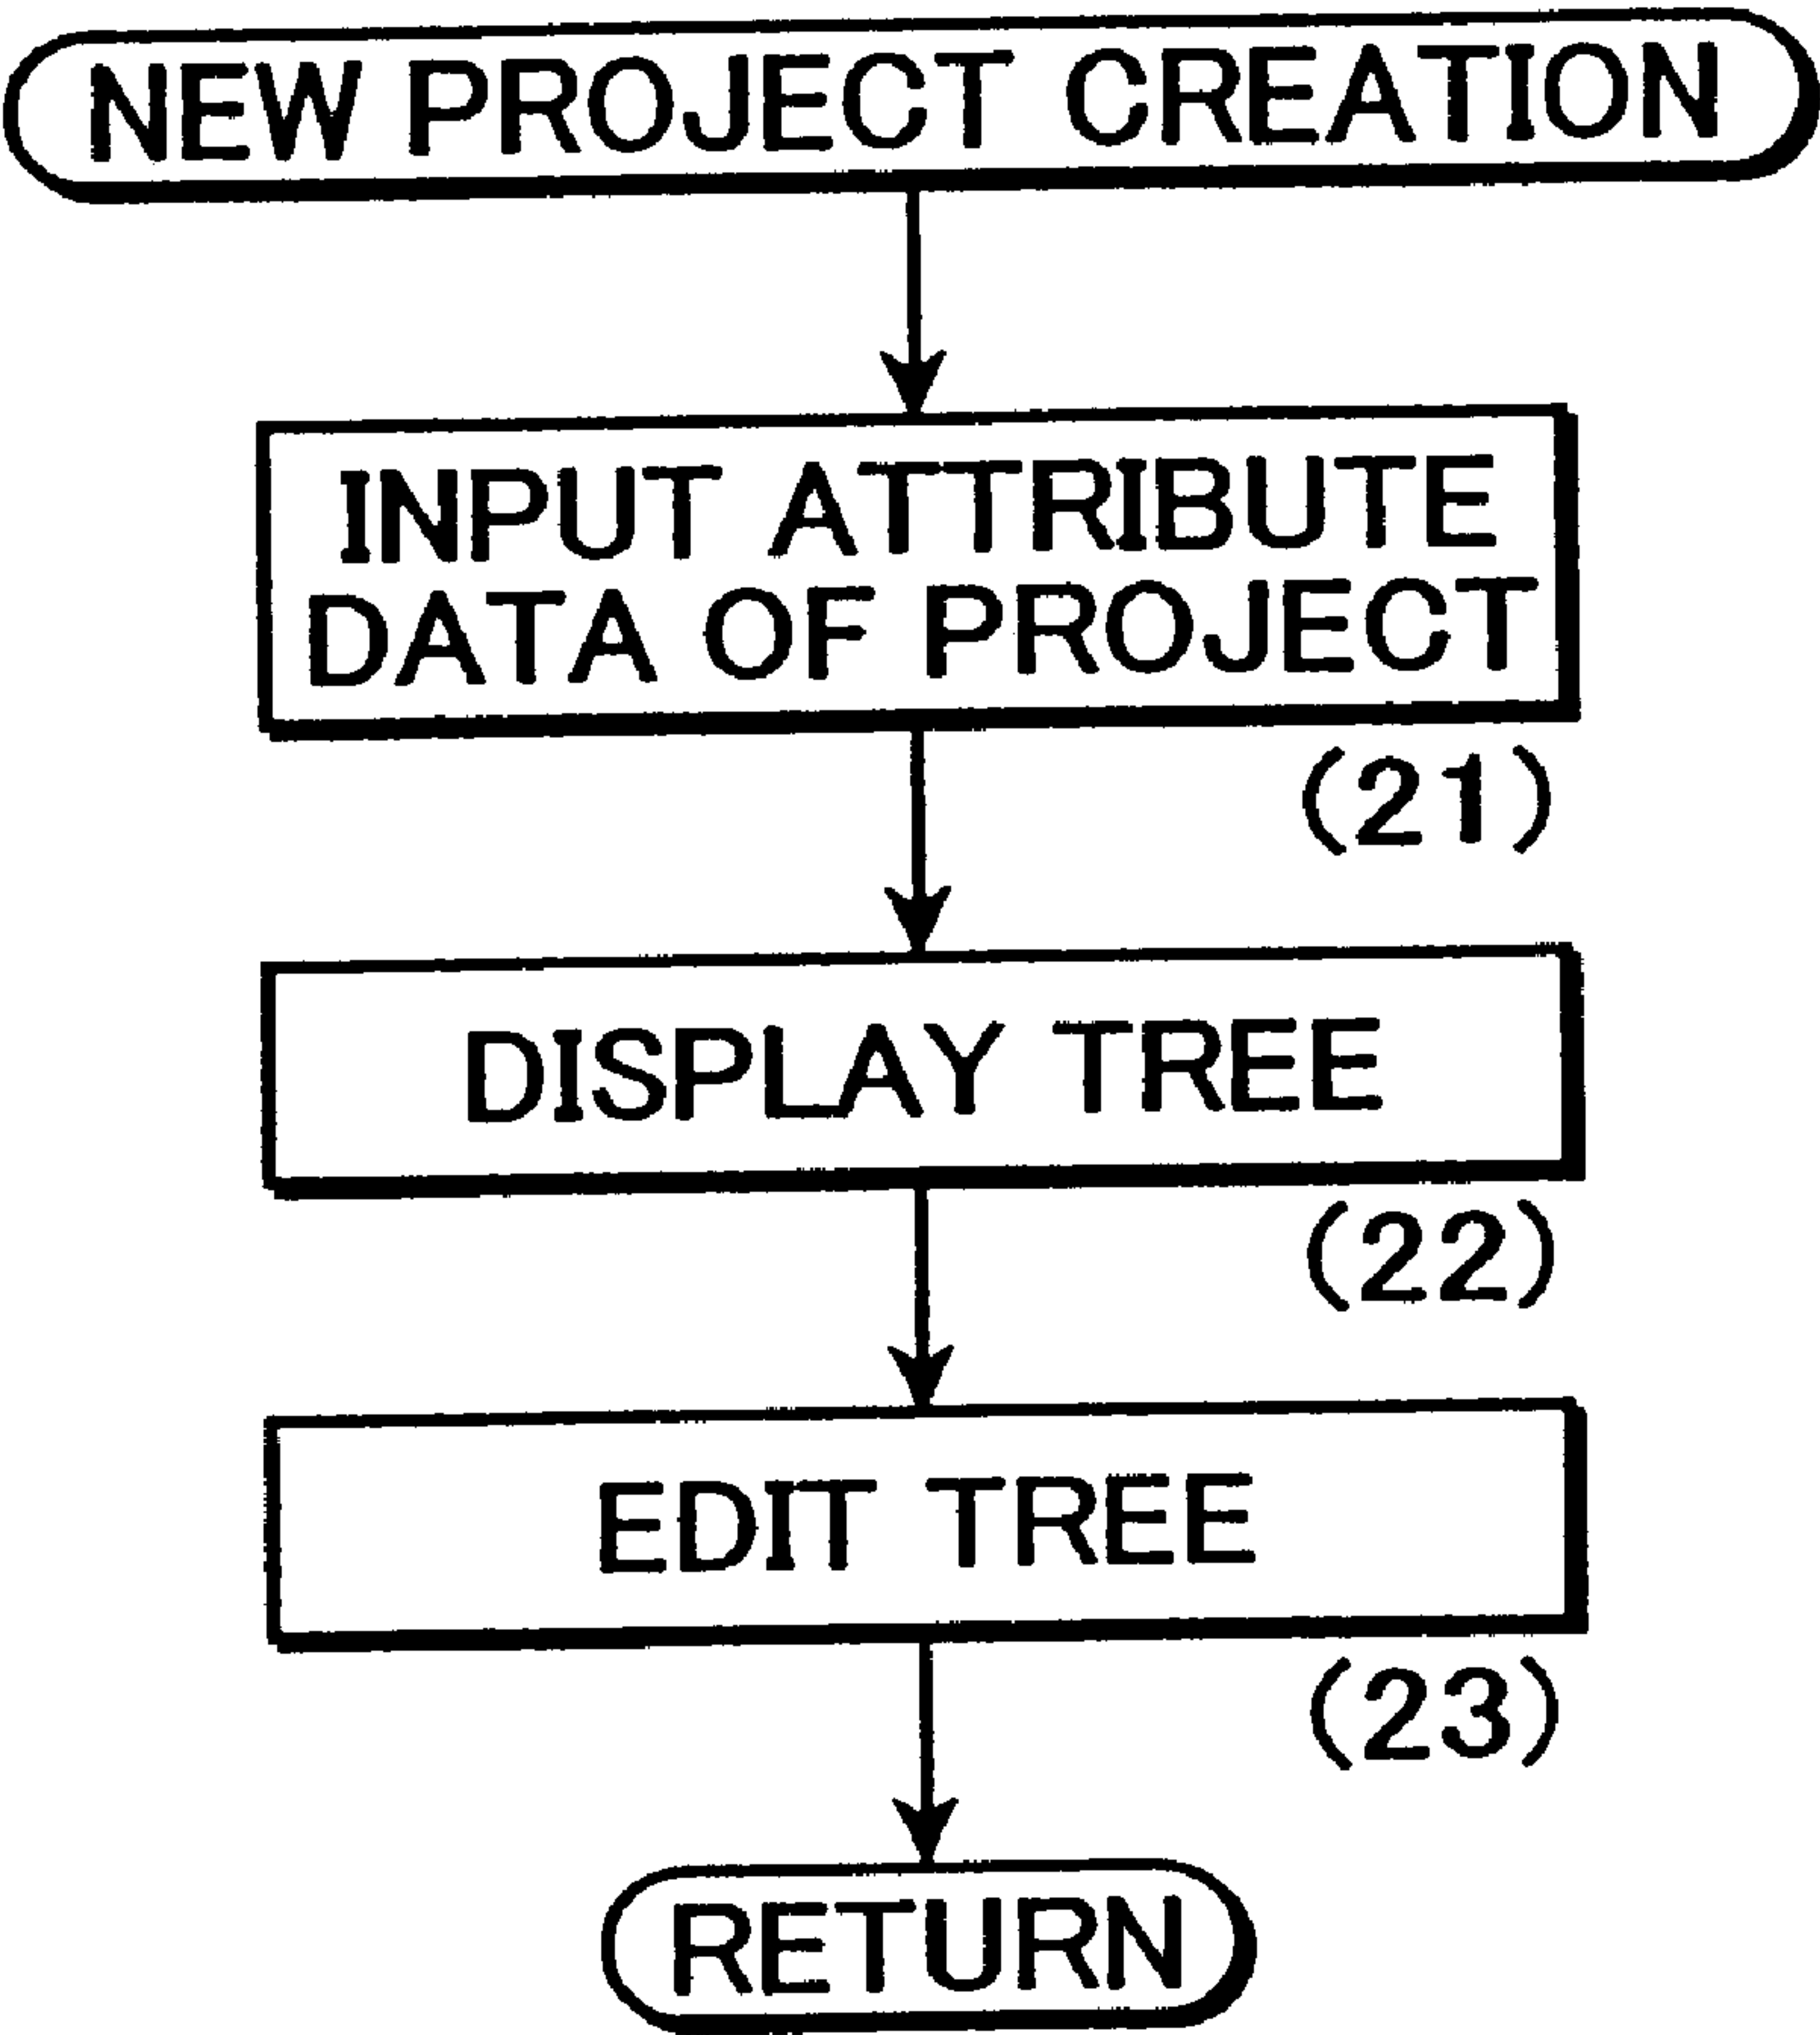 NEW PROJECT CREATION
INPUT ATTRIBUTE
DATA OF PROJECT
(21)
DISPLAY TREE
(22)
EDIT TREE
(23)
RETURN